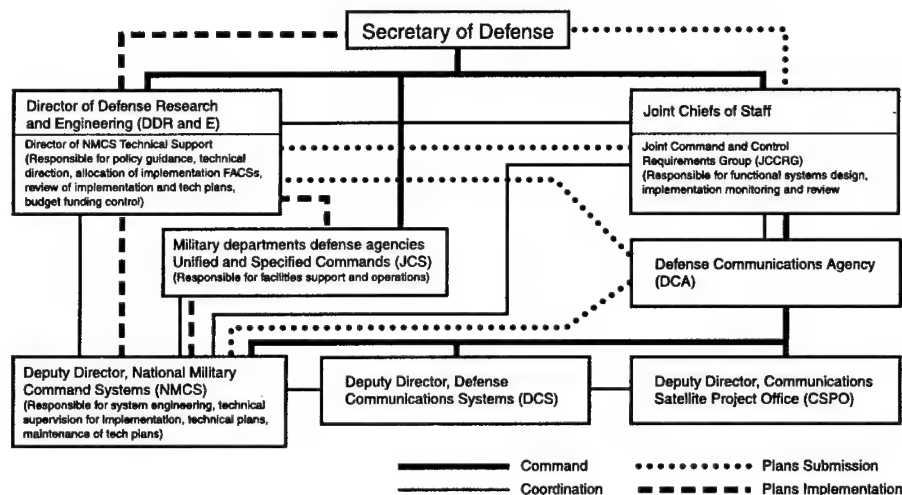 Secretary of Defense
Director of Defense Research
and Engineering (DDR and E)
Director of NMCS Technical Support
(Responsible for policy guidance, technical
direction, allocation of implementation FACSs,
review of implementation and tech plans,
budget funding control)
Joint Chiefs of Staff
Joint Command and Control
Requirements Group (JCCRG)
(Responsible for functional systems design,
implementation monitoring and review
Military departments defense agencies
Unified and Specified Commands (JCS)
(Responsible for facilities support and operations)
Defense Communications Agency
(DCA)
Deputy Director, National Military
Command Systems (NMCS)
(Responsible for system engineering, technical
supervision for implementation, technical plans,
maintenance of tech plans)
Deputy Director, Defense
Communications Systems (DCS)
Deputy Director, Communications
Satellite Project Office (CSPO)
Command
Plans Submission
Coordination
Plans Implementation